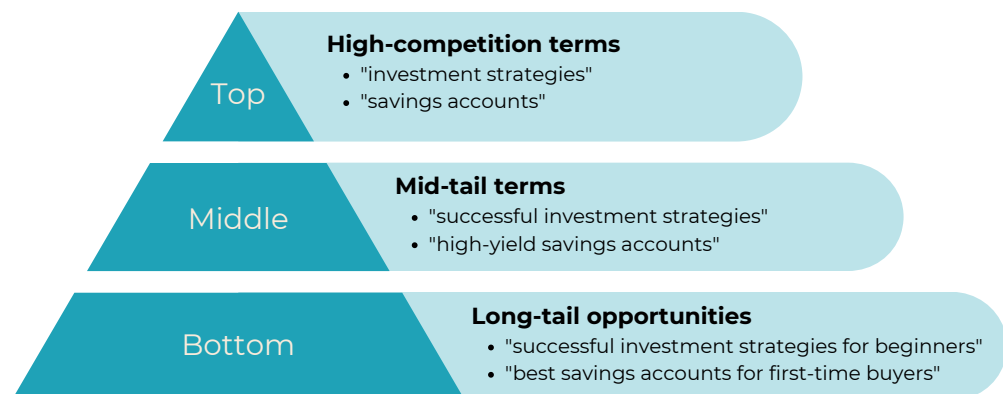 High-competition terms
• "investment strategies"
Top
• "savings accounts"
Mid-tail terms
Middle
• "successful investment strategies"
• "high-yield savings accounts"
Long-tail opportunities
Bottom
• "successful investment strategies for beginners"
• "best savings accounts for first-time buyers"